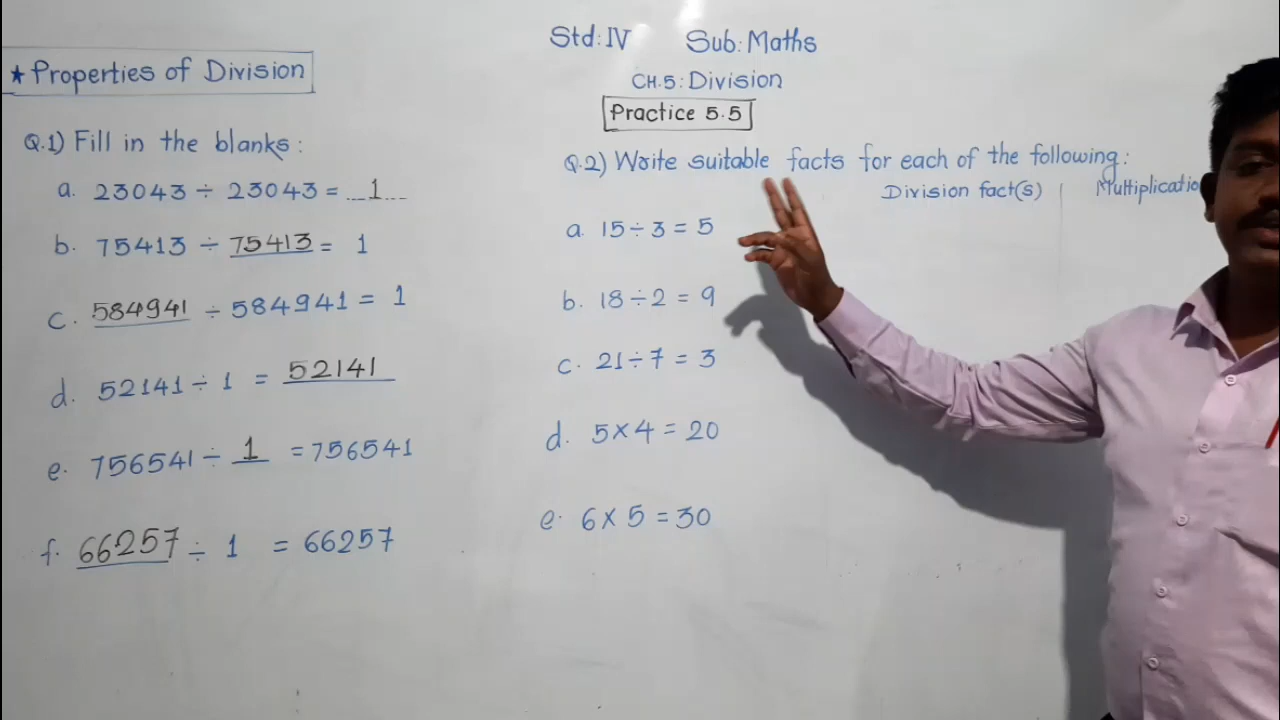 Std: IV Sub: Maths
CH.5: Division
Practice 5.5
★ Properties of Division
Q.1) Fill in the blanks:
a. 23043 ÷ 23043 = 1
b. 75413 ÷ 75413 = 1
c. 584941 ÷ 584941 = 1
d. 52141 ÷ 1 = 52141
e. 756541 ÷ 1 = 756541
f. 66257 ÷ 1 = 66257
Q.2) Write suitable facts for each of the following:
Division fact(s) | Multiplicatio
a. 15 ÷ 3 = 5
b. 18 ÷ 2 = 9
c. 21 ÷ 7 = 3
d. 5 × 4 = 20
e. 6 × 5 = 30